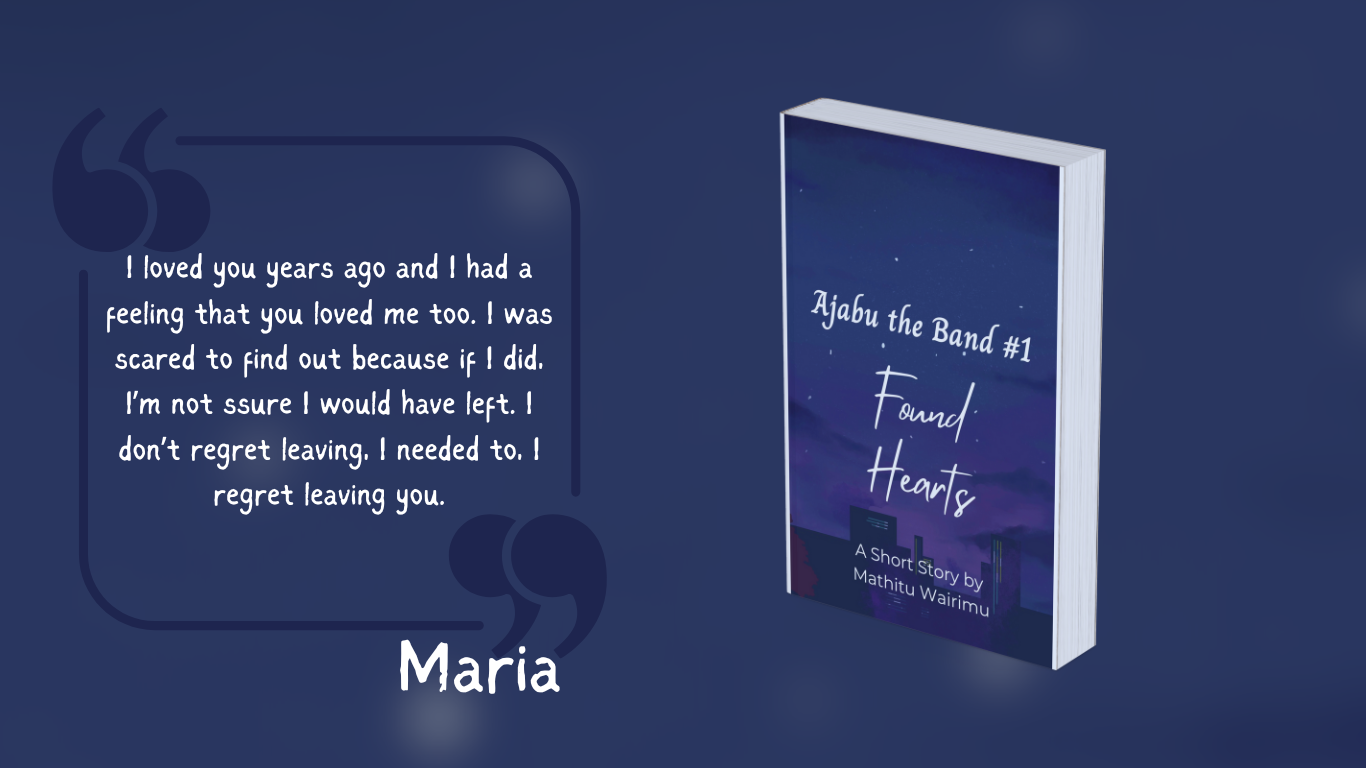 I loved you years ago and I had a
feeling that you loved me too. I was
scared to find out because if I did,
I'm not ssure I would have left. I
don't regret leaving, I needed to, I
regret leaving you.
Maria
Ajabu the Band #1
Found
Hearts
A Short Story by
Mathitu Wairimu